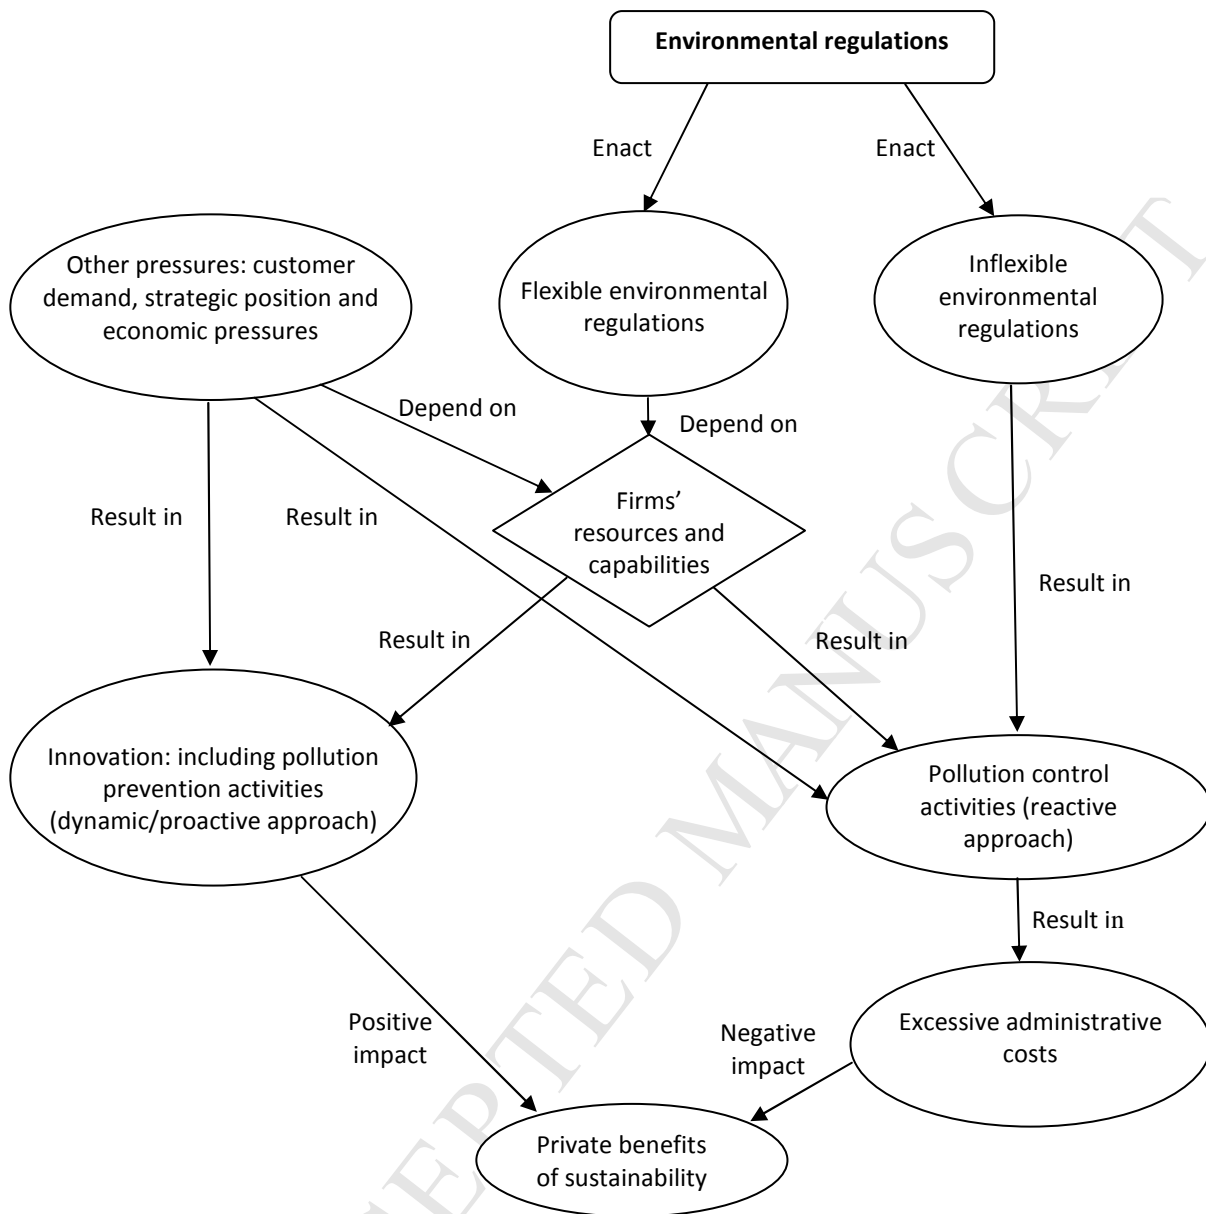 Environmental regulations
Enact
Enact
Other pressures: customer
demand, strategic position and
economic pressures
Flexible environmental
regulations
Inflexible
environmental
regulations
Depend on
Depend on
Result in
Result in
Firms’
resources and
capabilities
Result in
Result in
Result in
Innovation: including pollution
prevention activities
(dynamic/proactive approach)
Pollution control
activities (reactive
approach)
Result in
Positive
impact
Negative
impact
Excessive administrative
costs
Private benefits
of sustainability
EPTED MANUSCRIPT